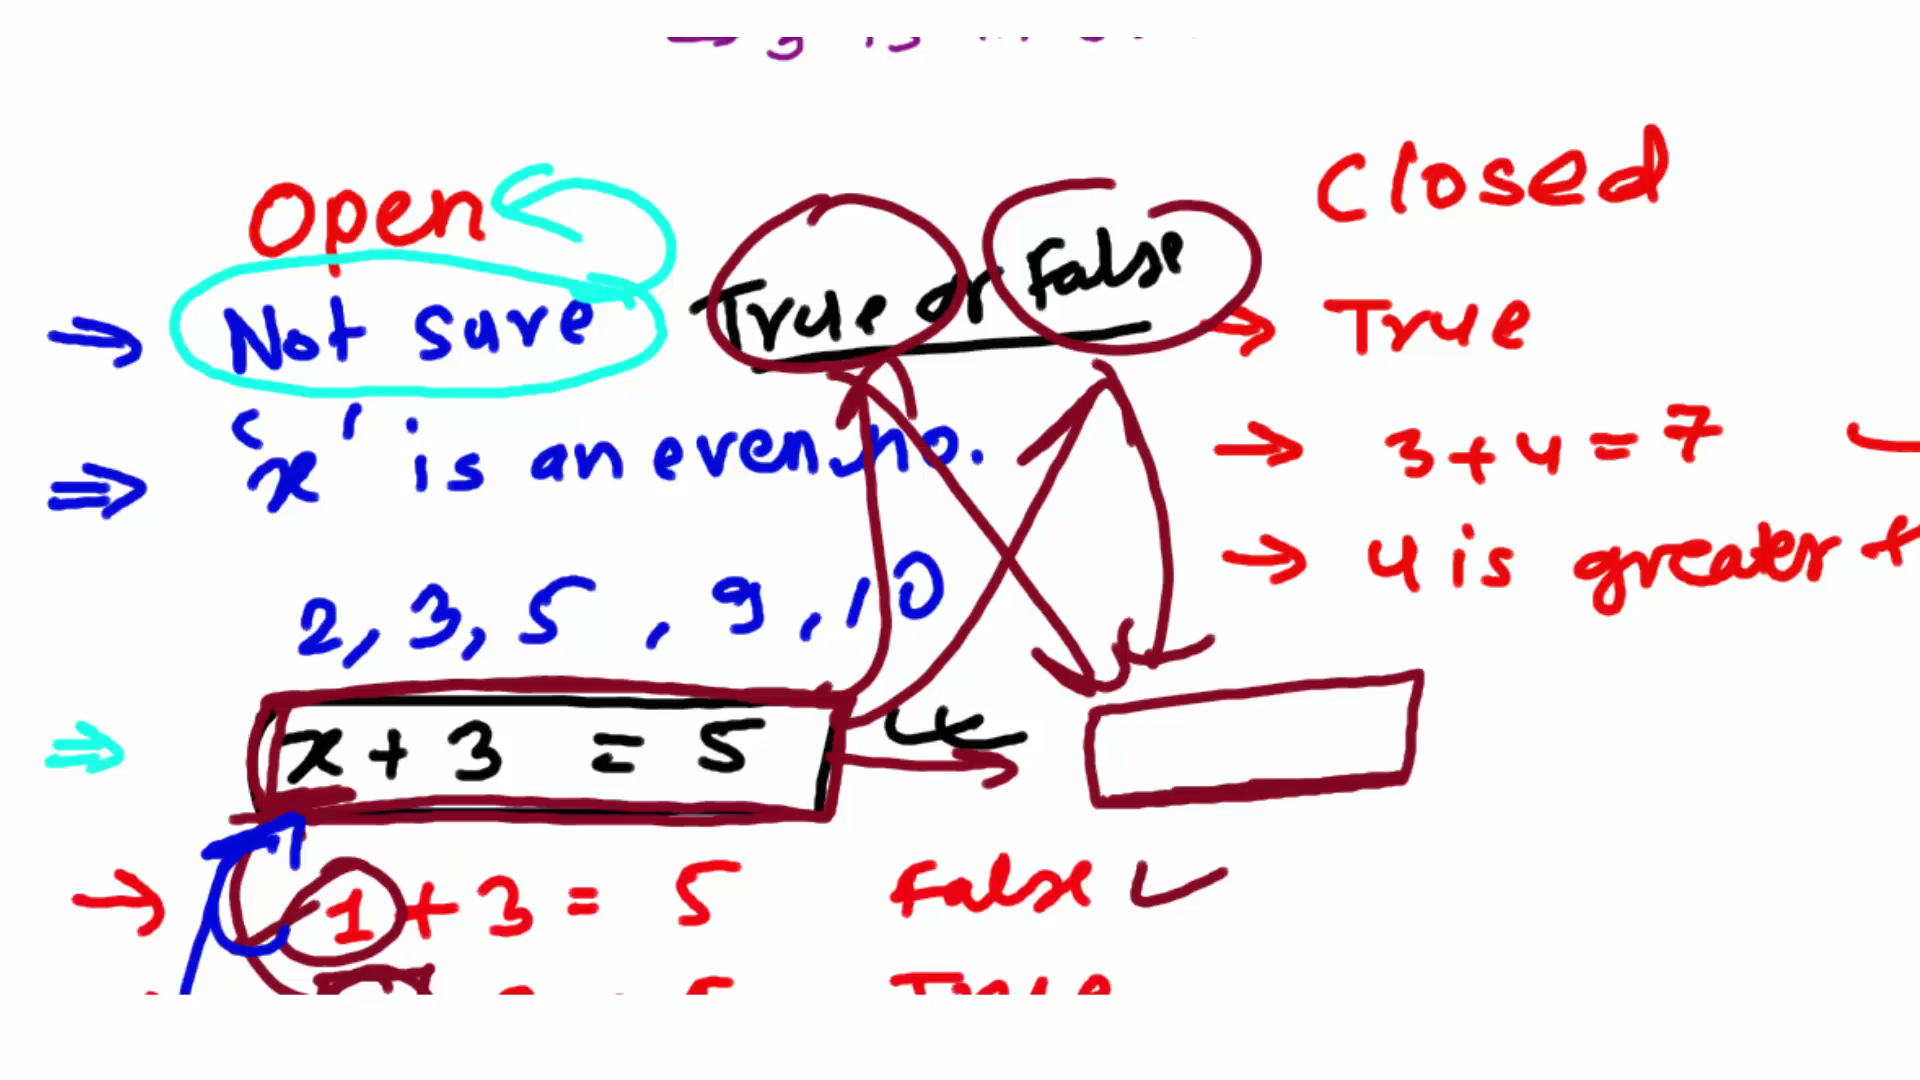 Open
Closed
Not sure
True or False
→ True
⇒ 'x' is an even no.
→ 3+4=7
→ 4 is greater
2, 3, 5, 9, 10
⇒ x+3 = 5
→ 1+3= 5 False ✓
True